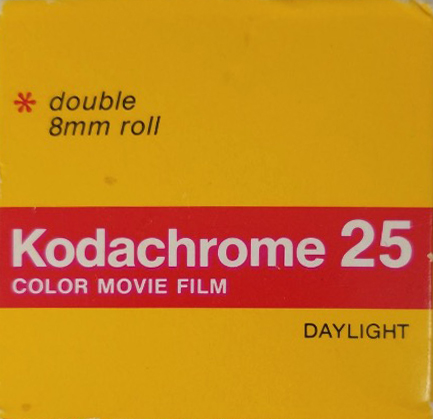 * double
8mm roll
Kodachrome 25
COLOR MOVIE FILM
DAYLIGHT